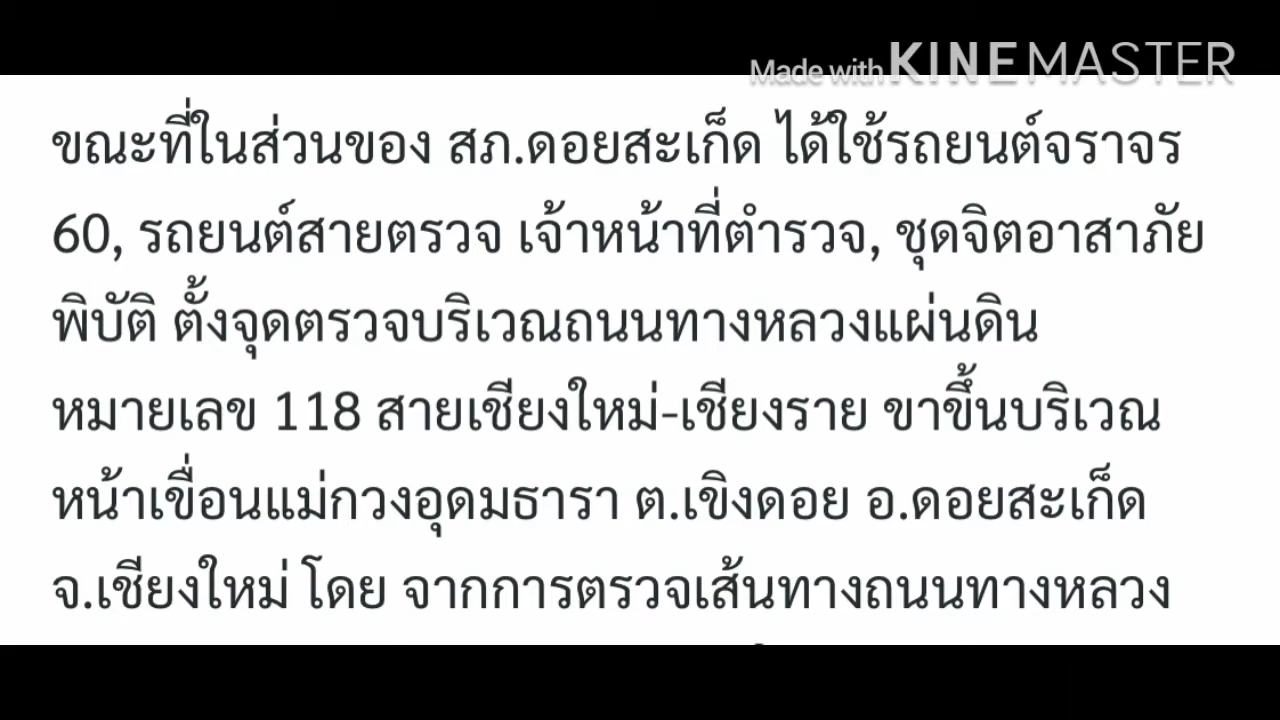 Made with KINEMASTER
ขณะที่ในส่วนของ สภ.ดอยสะเก็ด ได้ใช้รถยนต์จราจร
60, รถยนต์สายตรวจ เจ้าหน้าที่ตำรวจ, ชุดจิตอาสาภัย
พิบัติ ตั้งจุดตรวจบริเวณถนนทางหลวงแผ่นดิน
หมายเลข 118 สายเชียงใหม่-เชียงราย ขาขึ้นบริเวณ
หน้าเขื่อนแม่กวงอุดมธารา ต.เขิงดอย อ.ดอยสะเก็ด
จ.เชียงใหม่ โดย จากการตรวจเส้นทางถนนทางหลวง